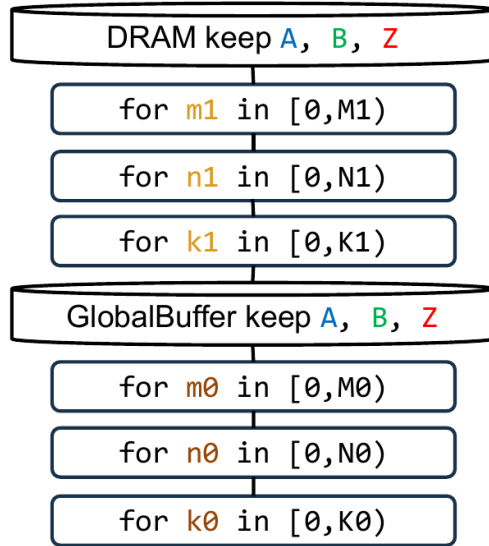 DRAM keep A, B, Z
for m1 in [0,M1)
for n1 in [0,N1)
for k1 in [0,K1)
GlobalBuffer keep A, B, Z
for m0 in [0,M0)
for n0 in [0,N0)
for k0 in [0,K0)